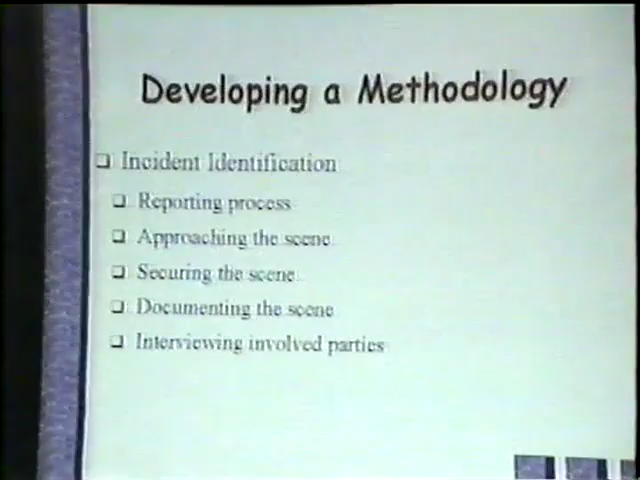 Developing a Methodology
Incident Identification
Reporting process
Approaching the scene
Securing the scene
Documenting the scene
Interviewing involved parties